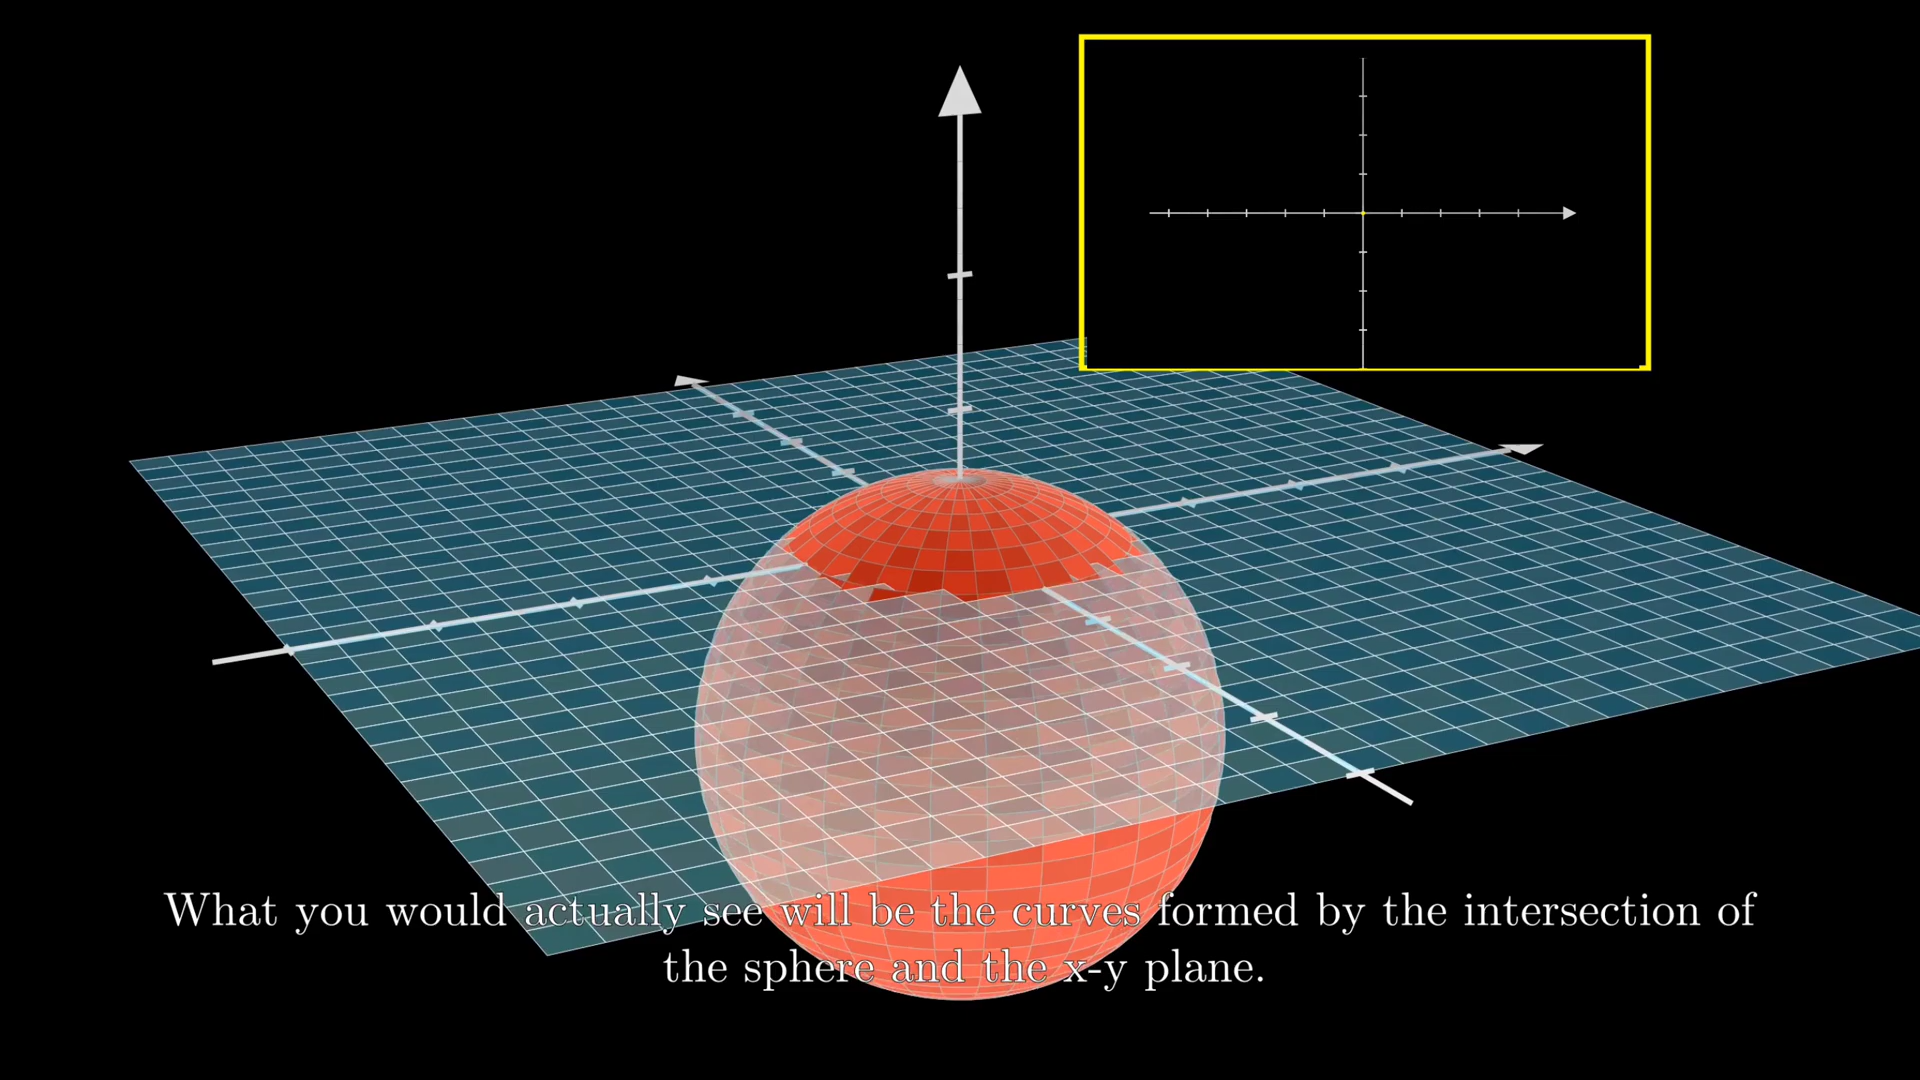 What you would actually see will be the curves formed by the intersection of
the sphere and the x-y plane.